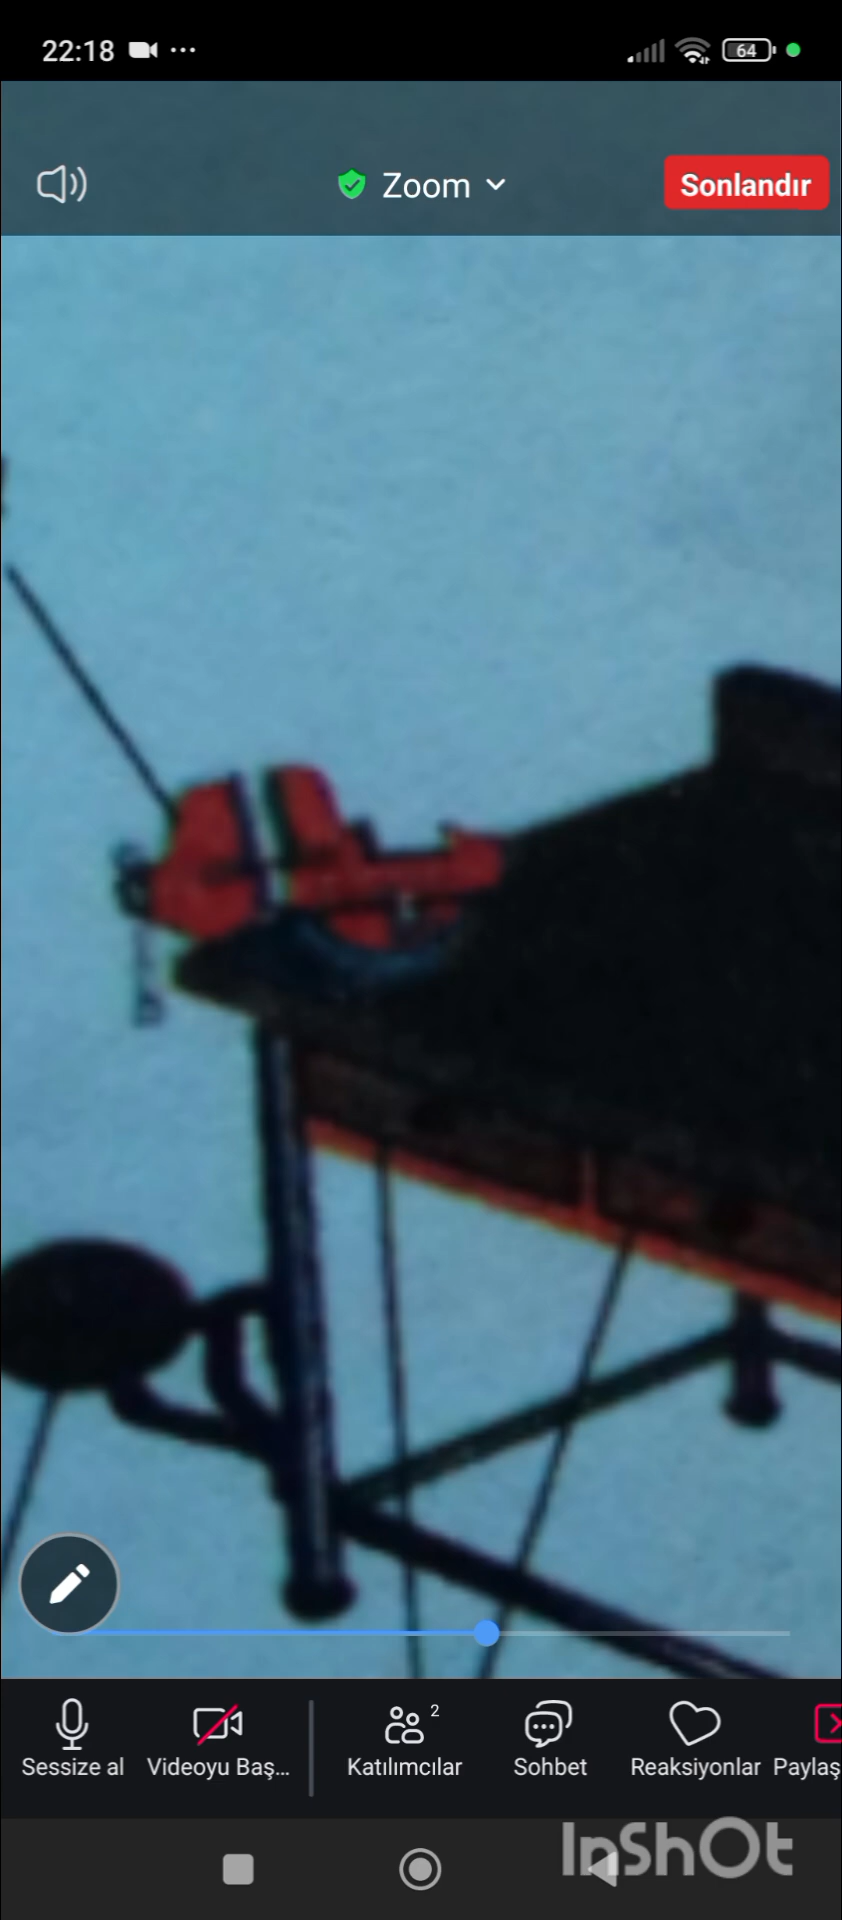 22:18
64
Zoom
Sonlandır
2
Sessize al
Videoyu Baş...
Katılımcılar
Sohbet
Reaksiyonlar
Paylaş
InShOt